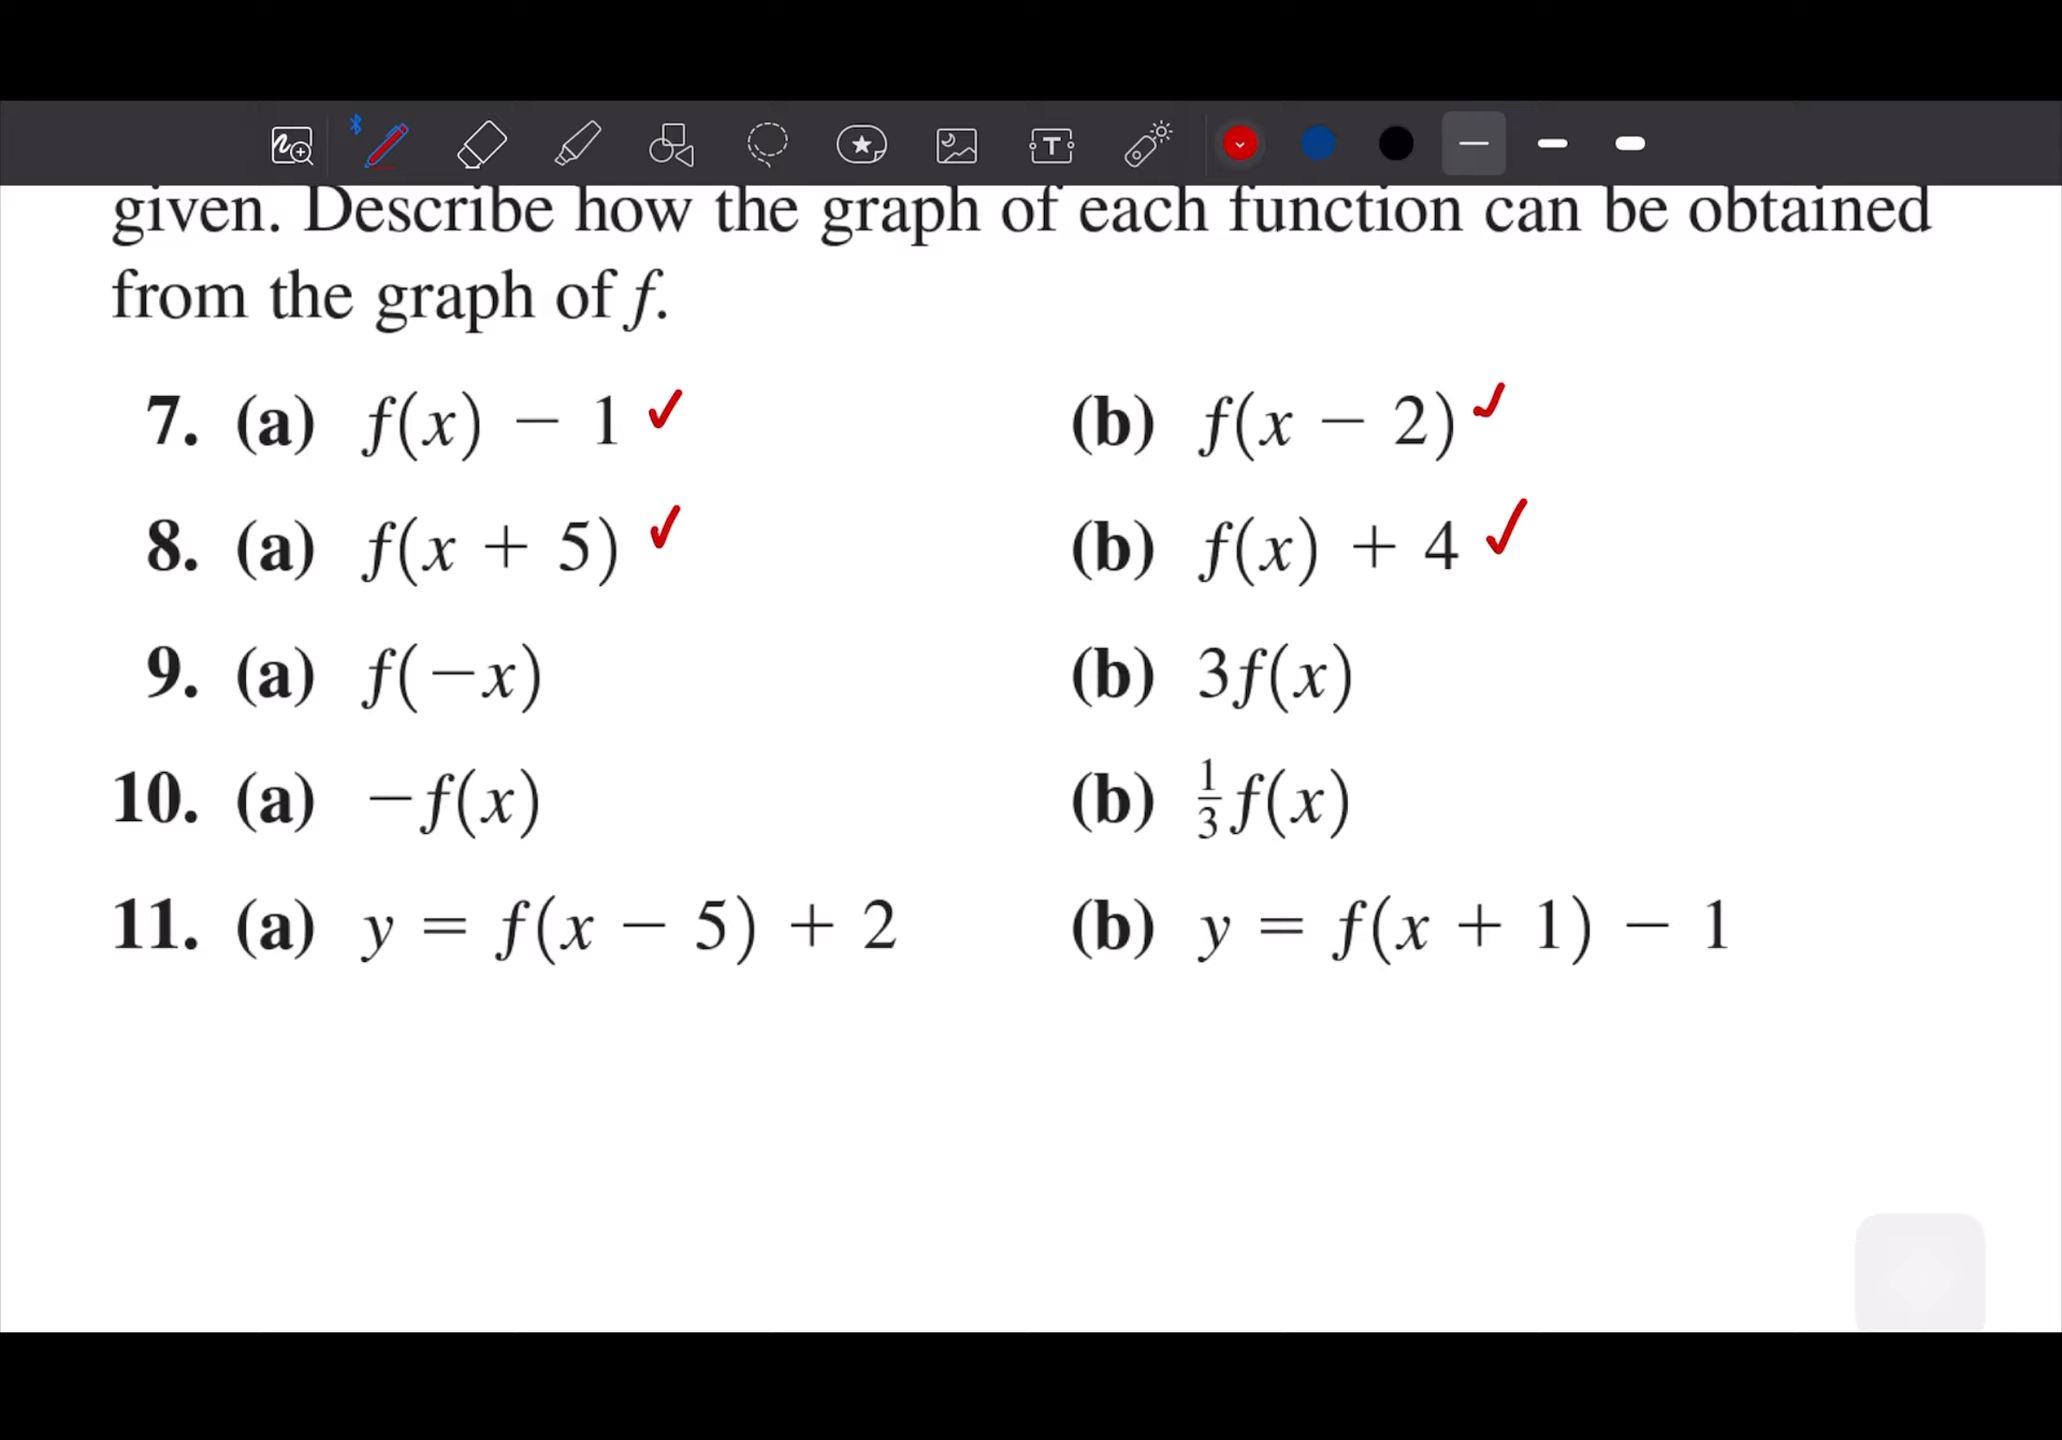 given. Describe how the graph of each function can be obtained
from the graph of f.
7. (a) f(x) − 1 ✓ (b) f(x − 2) ✓
8. (a) f(x + 5) ✓ (b) f(x) + 4 ✓
9. (a) f(−x) (b) 3f(x)
10. (a) −f(x) (b) 1/3 f(x)
11. (a) y = f(x − 5) + 2 (b) y = f(x + 1) − 1